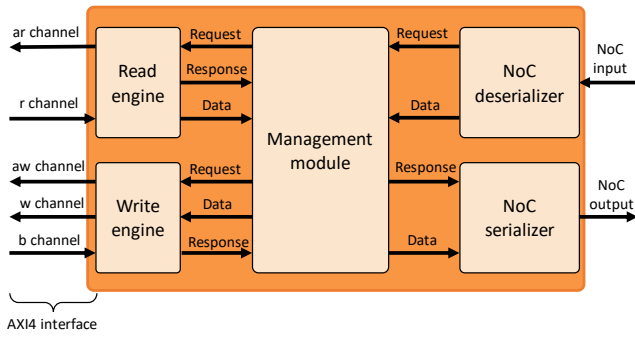 ar channel
Request
Request
NoC
input
Read
engine
Response
NoC
deserializer
r channel
Data
Data
Management
module
aw channel
Request
Response
NoC
output
w channel
Data
Write
engine
NoC
serializer
b channel
Response
Data
AXI4 interface